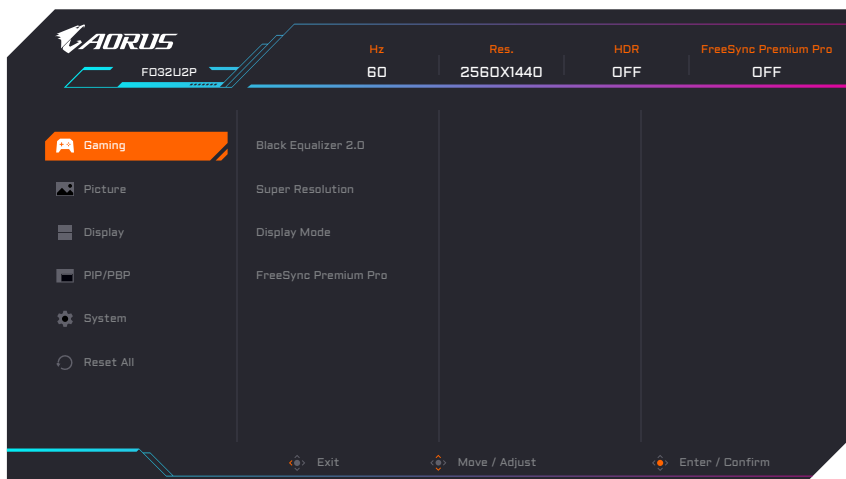 AORUS
FO32U2P
Hz Res. HDR FreeSync Premium Pro
60 2560X1440 OFF OFF
Gaming Black Equalizer 2.0
Picture Super Resolution
Display Display Mode
PIP/PBP FreeSync Premium Pro
System
Reset All
Exit Move / Adjust Enter / Confirm